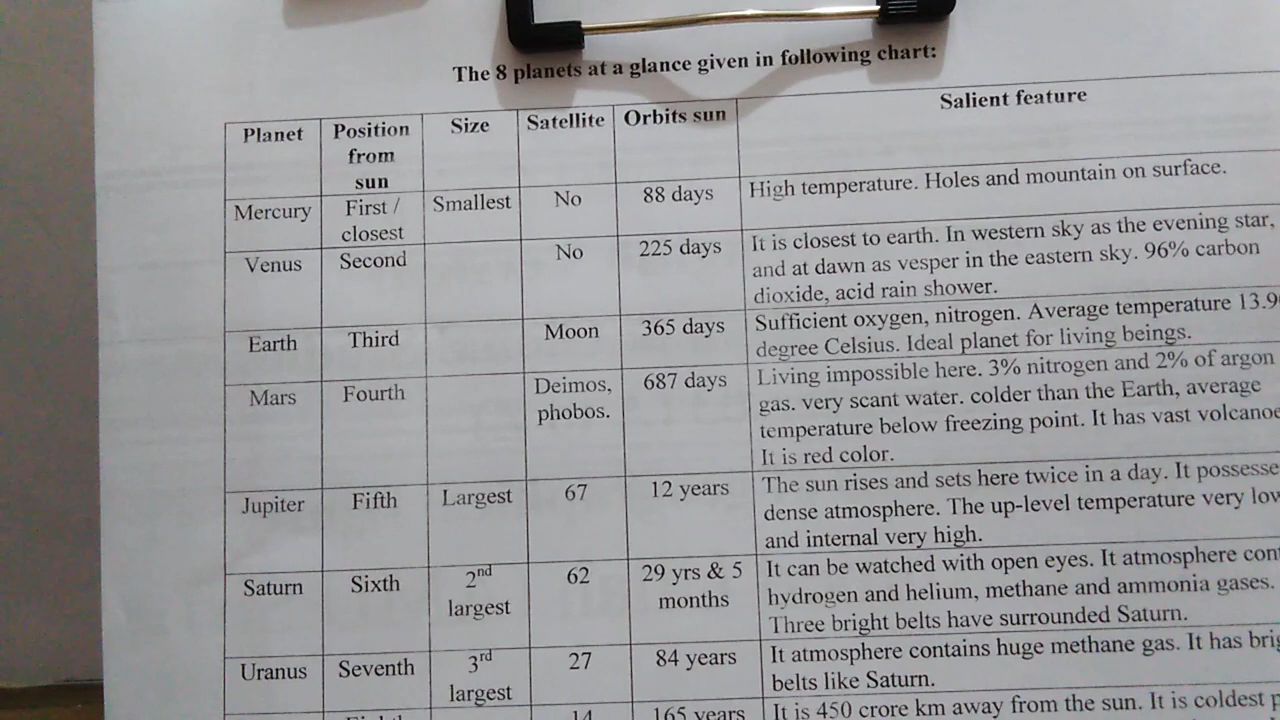 The 8 planets at a glance given in following chart:
Planet Position from sun Size Satellite Orbits sun Salient feature
Mercury First / closest Smallest No 88 days High temperature. Holes and mountain on surface.
Venus Second No 225 days It is closest to earth. In western sky as the evening star,
and at dawn as vesper in the eastern sky. 96% carbon
dioxide, acid rain shower.
Earth Third Moon 365 days Sufficient oxygen, nitrogen. Average temperature
degree Celsius. Ideal planet for living beings.
Mars Fourth Deimos, phobos. 687 days Living impossible here. 3% nitrogen and 2% of argon
gas. very scant water. colder than the Earth, average
temperature below freezing point. It has vast
It is red color.
Jupiter Fifth Largest 67 12 years The sun rises and sets here twice in a day. It
dense atmosphere. The up-level temperature very low
and internal very high.
Saturn Sixth 2nd largest 62 29 yrs & 5 months It can be watched with open eyes. It atmosphere
hydrogen and helium, methane and ammonia gases.
Three bright belts have surrounded Saturn.
Uranus Seventh 3rd largest 27 84 years It atmosphere contains huge methane gas. It has
belts like Saturn.
14 165 years It is 450 crore km away from the sun. It is coldest